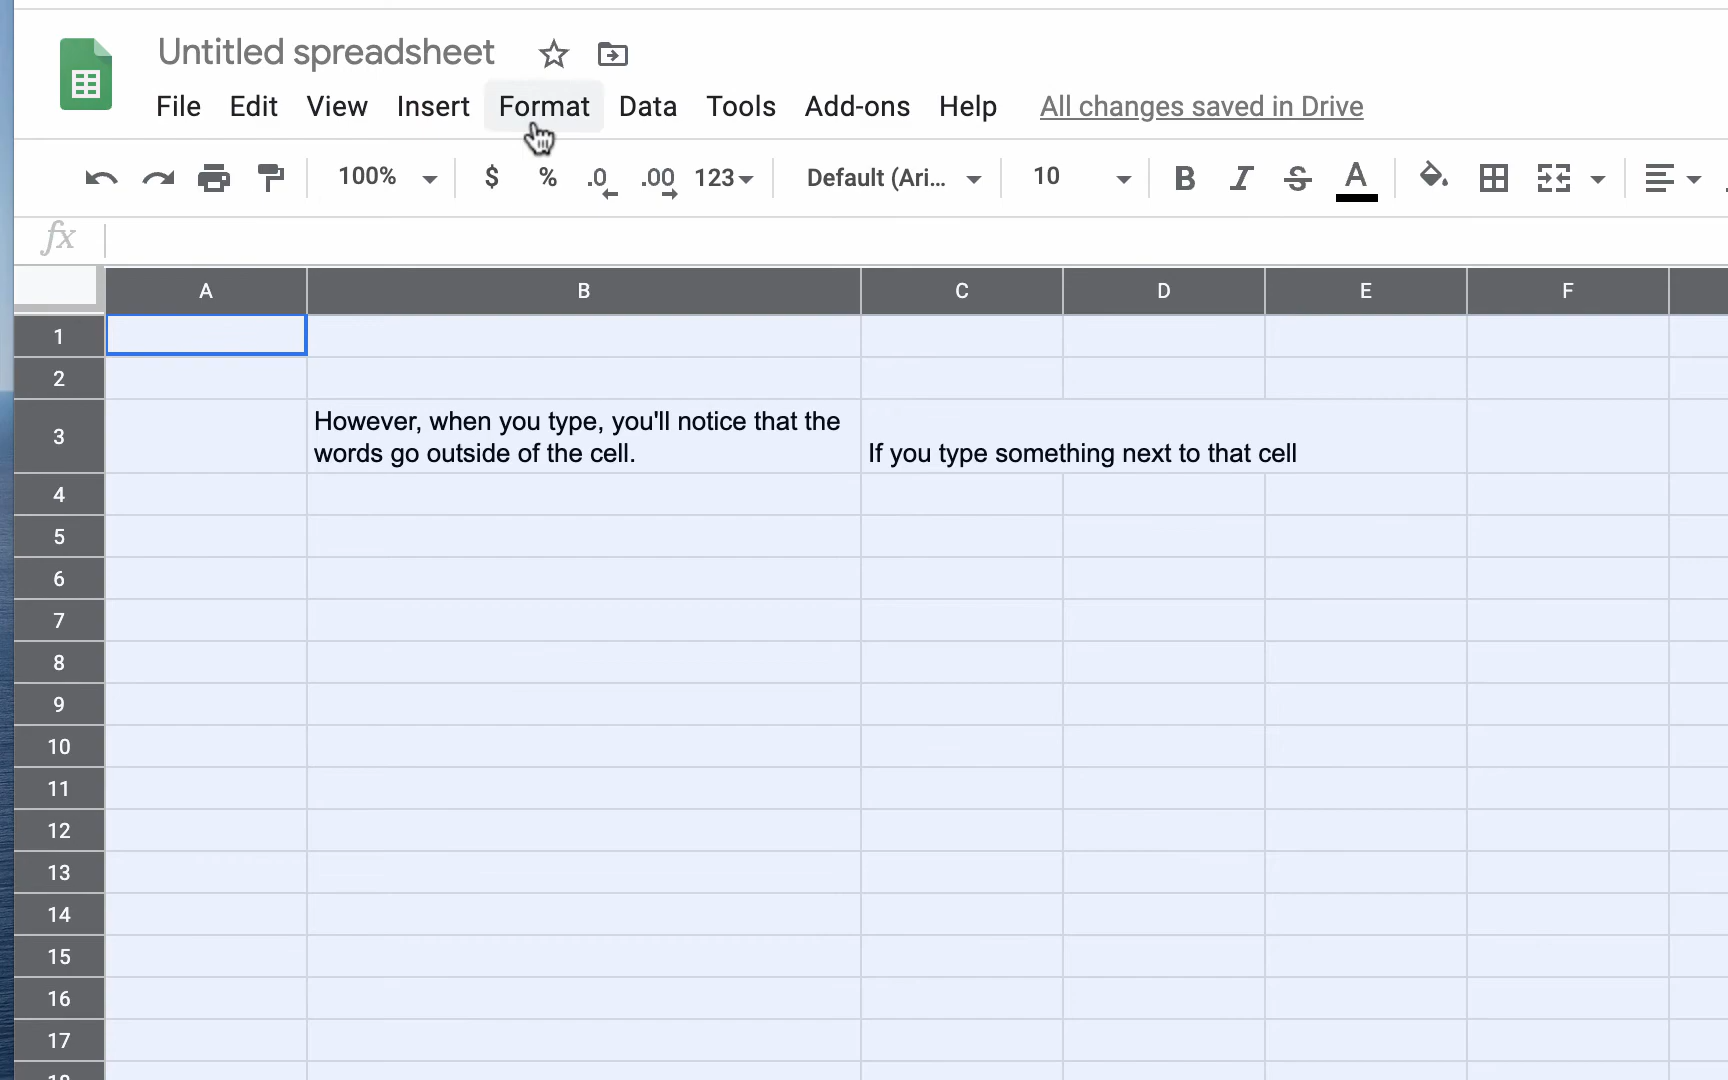 Untitled spreadsheet
File Edit View Insert Format Data Tools Add-ons Help All changes saved in Drive
100% $ % .0 .00 123 Default (Ari... 10 B I S A
fx
A B C D E F
1
2
3 However, when you type, you'll notice that the
words go outside of the cell. If you type something next to that cell
4
5
6
7
8
9
10
11
12
13
14
15
16
17